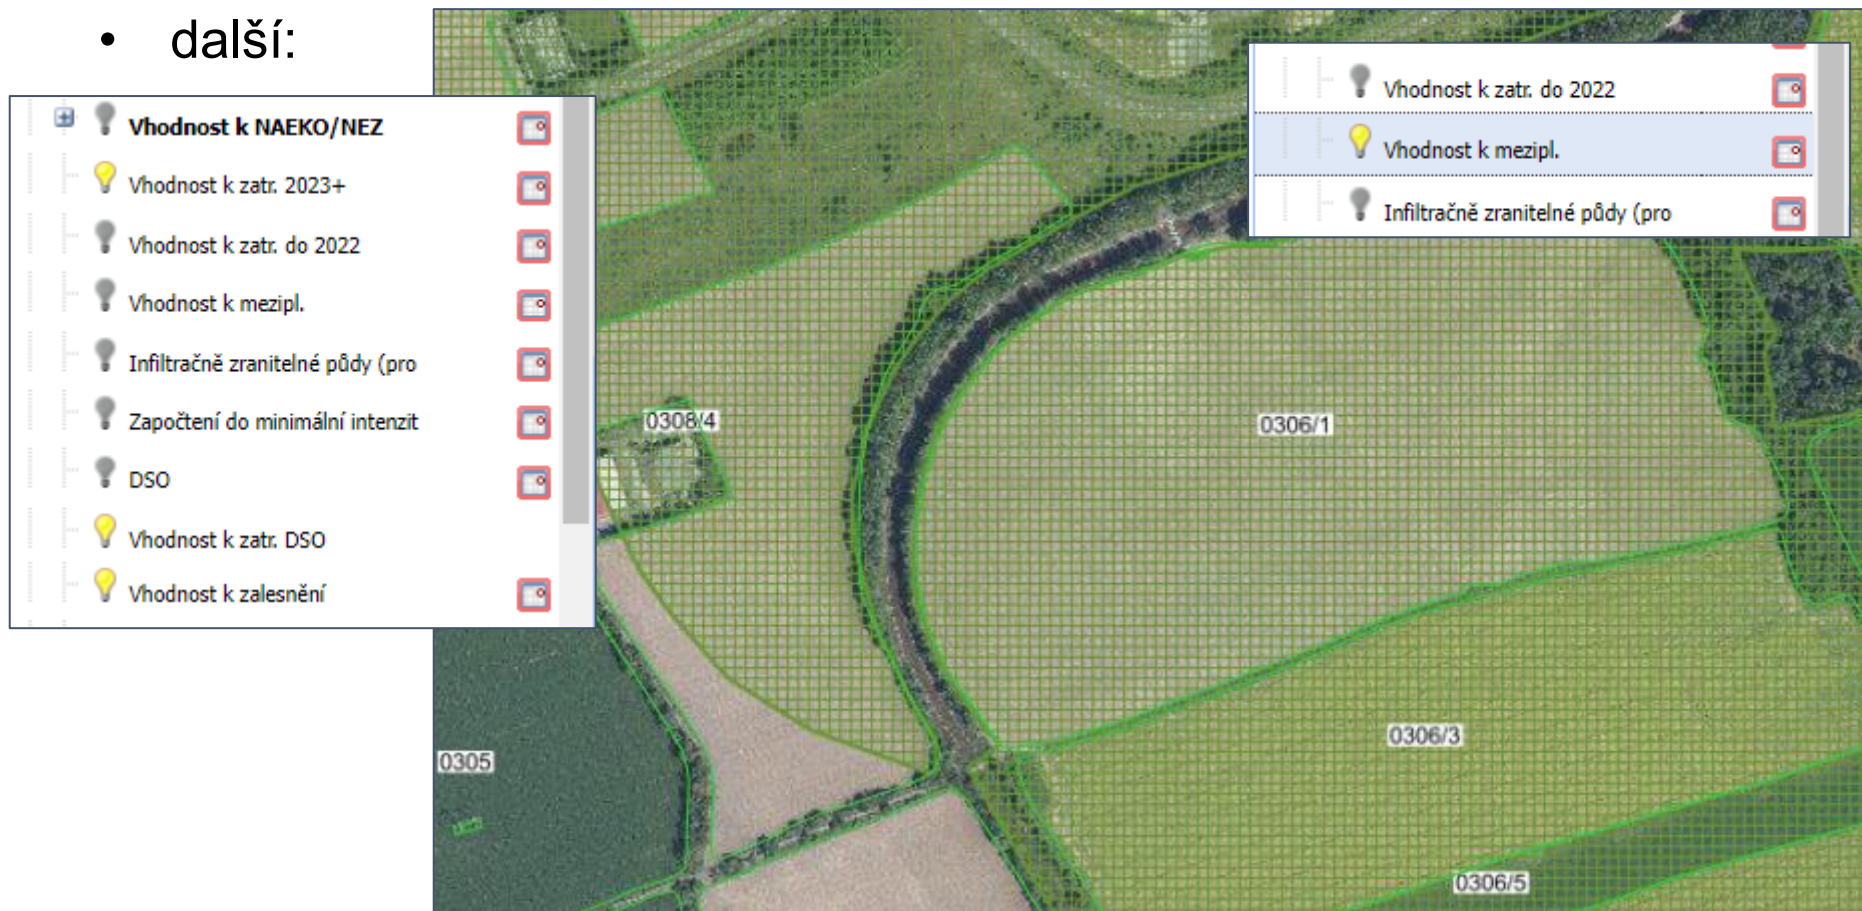 • další:
Vhodnost k NAEKO/NEZ
Vhodnost k zatr. 2023+
Vhodnost k zatr. do 2022
Vhodnost k mezipl.
Infiltračně zranitelné půdy (pro
Započtení do minimální intenzit
DSO
Vhodnost k zatr. DSO
Vhodnost k zalesnění
Vhodnost k zatr. do 2022
Vhodnost k mezipl.
Infiltračně zranitelné půdy (pro
0308/4
0306/1
0306/3
0305
0306/5